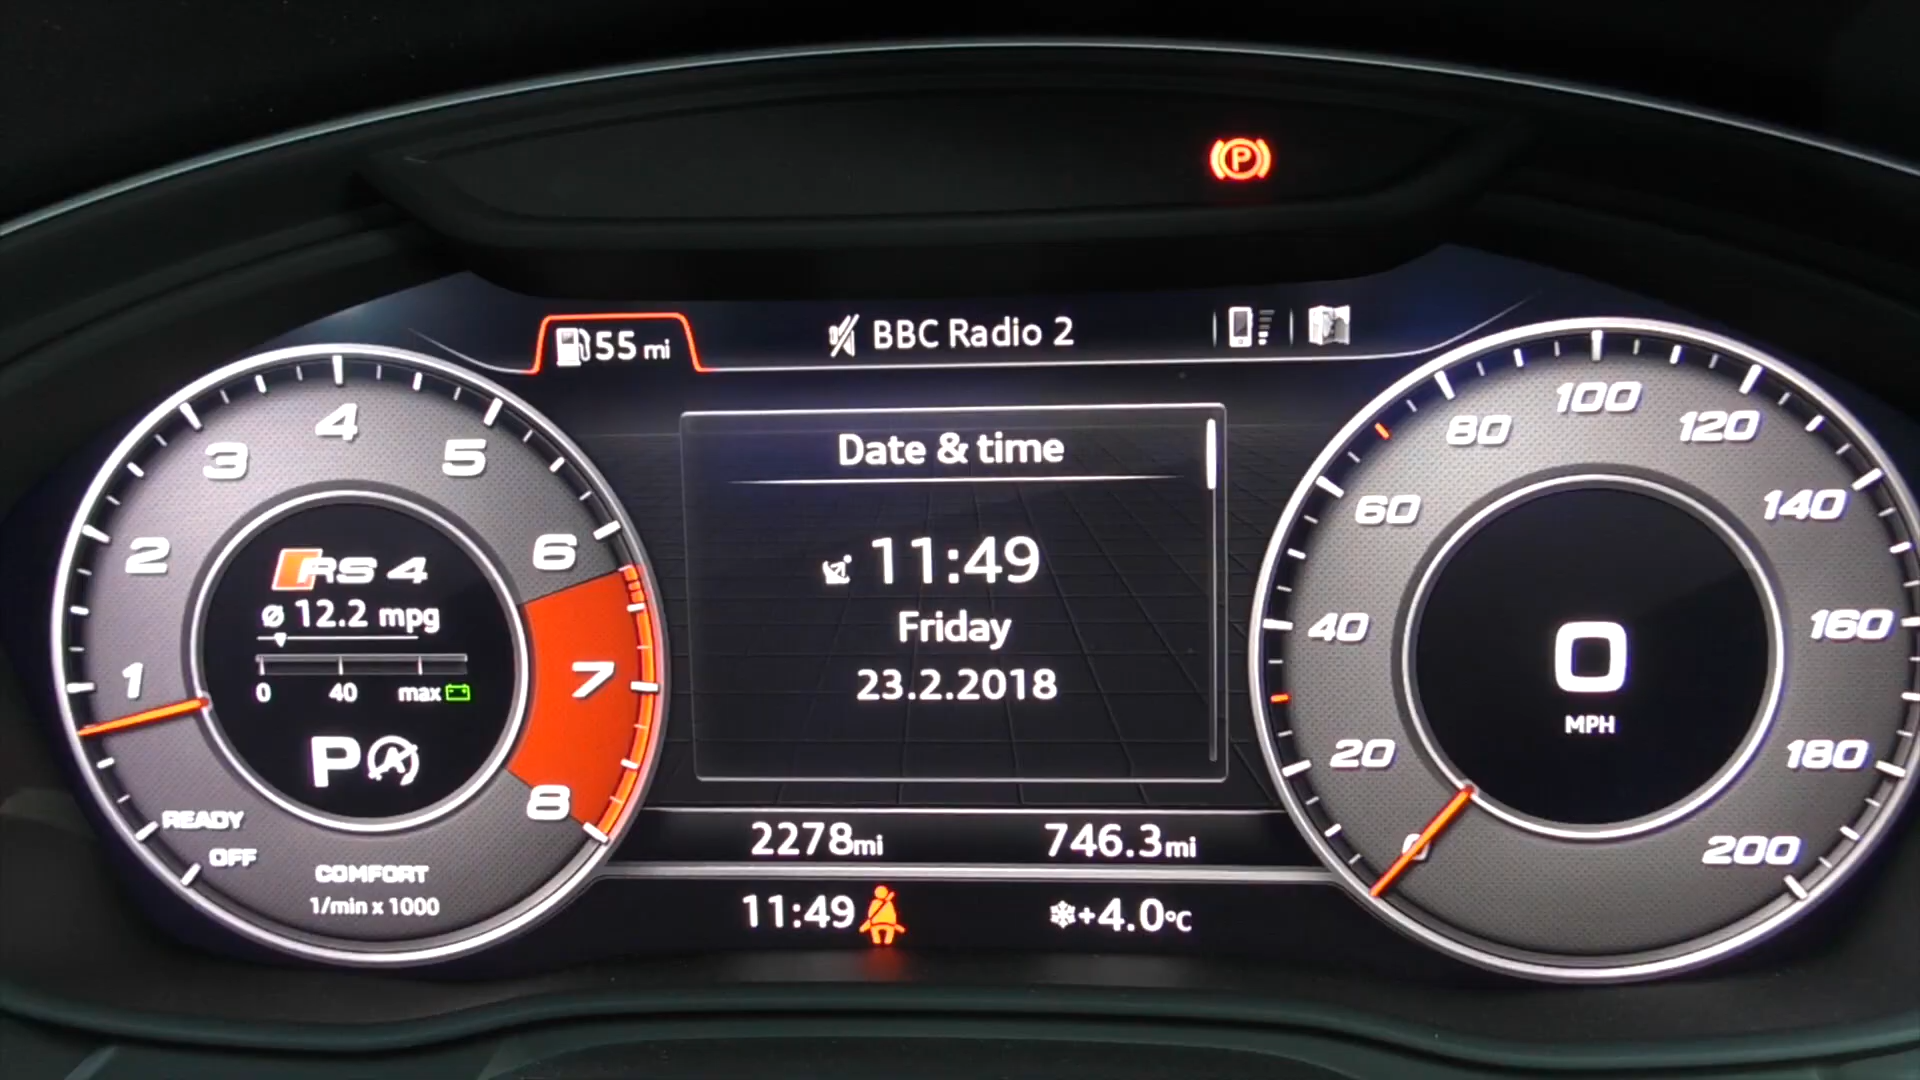 P
55 mi
BBC Radio 2
Date & time
11:49
Friday
23.2.2018
1
2
3
4
5
6
7
8
READY
OFF
RS 4
ø 12.2 mpg
0 40 max
P A
COMFORT
1/min x 1000
2278mi 746.3mi
11:49 +4.0°C
0
20
40
60
80
100
120
140
160
180
200
0
MPH